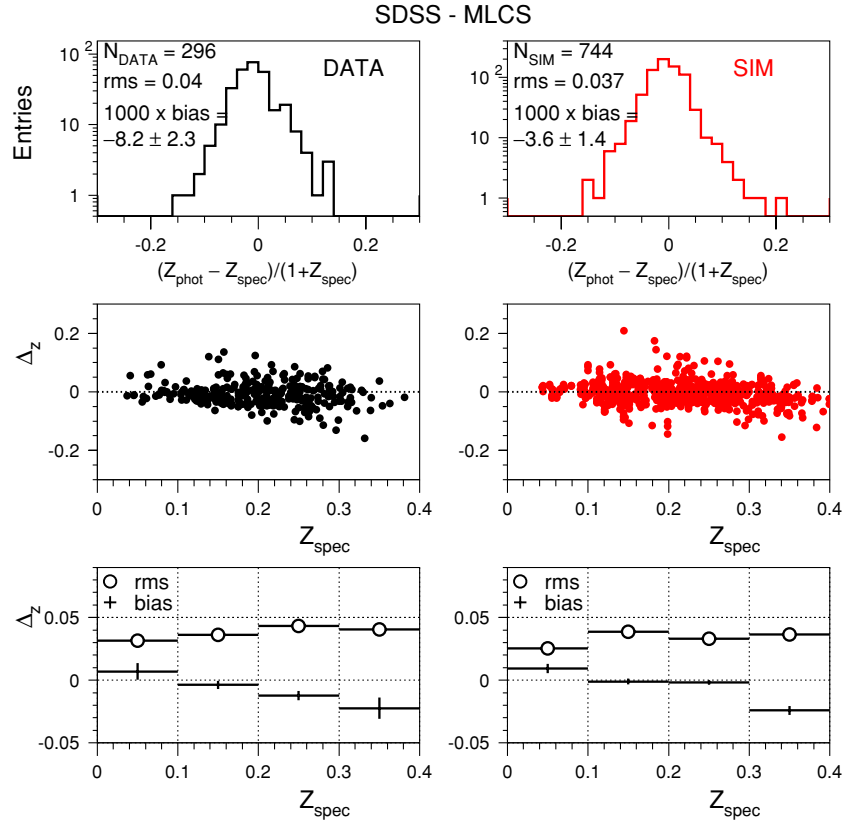 SDSS - MLCS
N_DATA = 296
rms = 0.04
1000 x bias =
−8.2 ± 2.3
DATA
Entries
10²
10
1
-0.2 0 0.2
(Z_phot − Z_spec)/(1+Z_spec)
N_SIM = 744
rms = 0.037
1000 x bias =
−3.6 ± 1.4
SIM
10²
10
1
-0.2 0 0.2
(Z_phot − Z_spec)/(1+Z_spec)
Δ_z
0.2
0
-0.2
0 0.1 0.2 0.3 0.4
Z_spec
0.2
0
-0.2
0 0.1 0.2 0.3 0.4
Z_spec
Δ_z
rms
bias
0.05
0
-0.05
0 0.1 0.2 0.3 0.4
Z_spec
rms
bias
0.05
0
-0.05
0 0.1 0.2 0.3 0.4
Z_spec